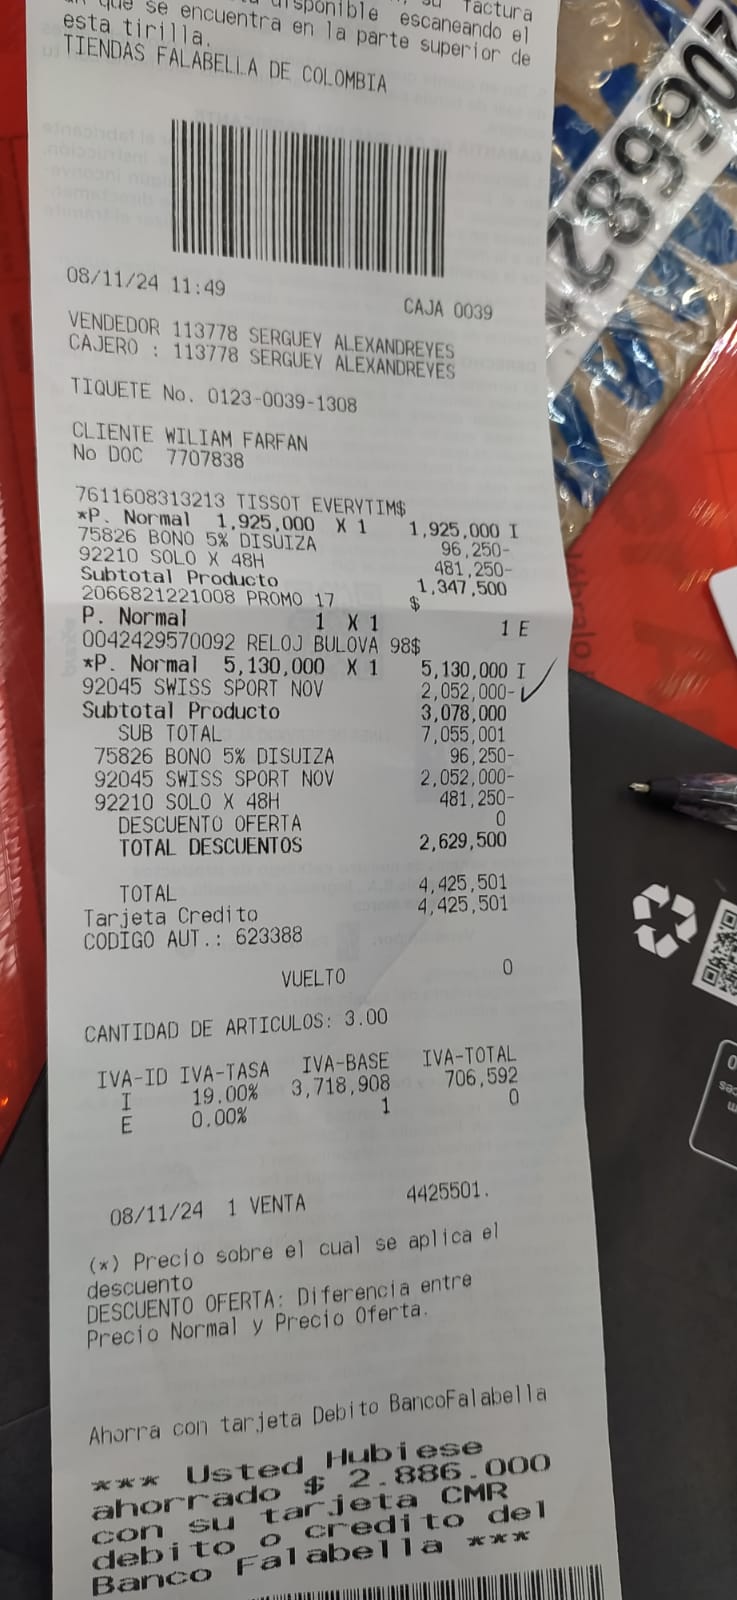 factura
disponible escaneando el
que se encuentra en la parte superior de
esta tirilla.
TIENDAS FALABELLA DE COLOMBIA
08/11/24 11:49
CAJA 0039
VENDEDOR 113778 SERGUEY ALEXANDREYES
CAJERO : 113778 SERGUEY ALEXANDREYES
TIQUETE No. 0123-0039-1308
CLIENTE WILIAM FARFAN
No DOC 7707838
7611608313213 TISSOT EVERYTIM$
*P. Normal 1,925,000 X 1 1,925,000 I
75826 BONO 5% DISUIZA 96,250-
92210 SOLO X 48H 481,250-
Subtotal Producto 1,347,500
2066821221008 PROMO 17 $
P. Normal 1 X 1 1 E
0042429570092 RELOJ BULOVA 98$
*P. Normal 5,130,000 X 1 5,130,000 I
92045 SWISS SPORT NOV 2,052,000-
Subtotal Producto 3,078,000
SUB TOTAL 7,055,001
75826 BONO 5% DISUIZA 96,250-
92045 SWISS SPORT NOV 2,052,000-
92210 SOLO X 48H 481,250-
DESCUENTO OFERTA 0
TOTAL DESCUENTOS 2,629,500
TOTAL 4,425,501
Tarjeta Credito 4,425,501
CODIGO AUT.: 623388
VUELTO 0
CANTIDAD DE ARTICULOS: 3.00
IVA-ID IVA-TASA IVA-BASE IVA-TOTAL
I 19.00% 3,718,908 706,592
E 0.00% 1 0
08/11/24 1 VENTA 4425501.
(*) Precio sobre el cual se aplica el
descuento
DESCUENTO OFERTA: Diferencia entre
Precio Normal y Precio Oferta.
Ahorra con tarjeta Debito BancoFalabella
*** Usted Hubiese
ahorrado $ 2.886.000
con su tarjeta CMR
debito o credito del
Banco Falabella ***